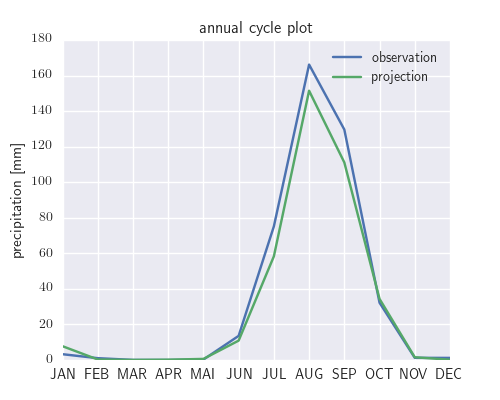 annual cycle plot
180
160
140
120
100
80
60
40
20
0
precipitation [mm]
observation
projection
JAN FEB MAR APR MAI JUN JUL AUG SEP OCT NOV DEC